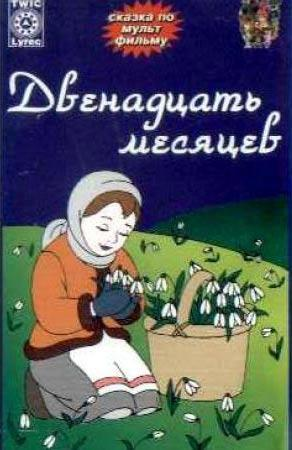 TWIC
Lyrec
сказка по
мульт
фильму
Двенадцать
месяцев